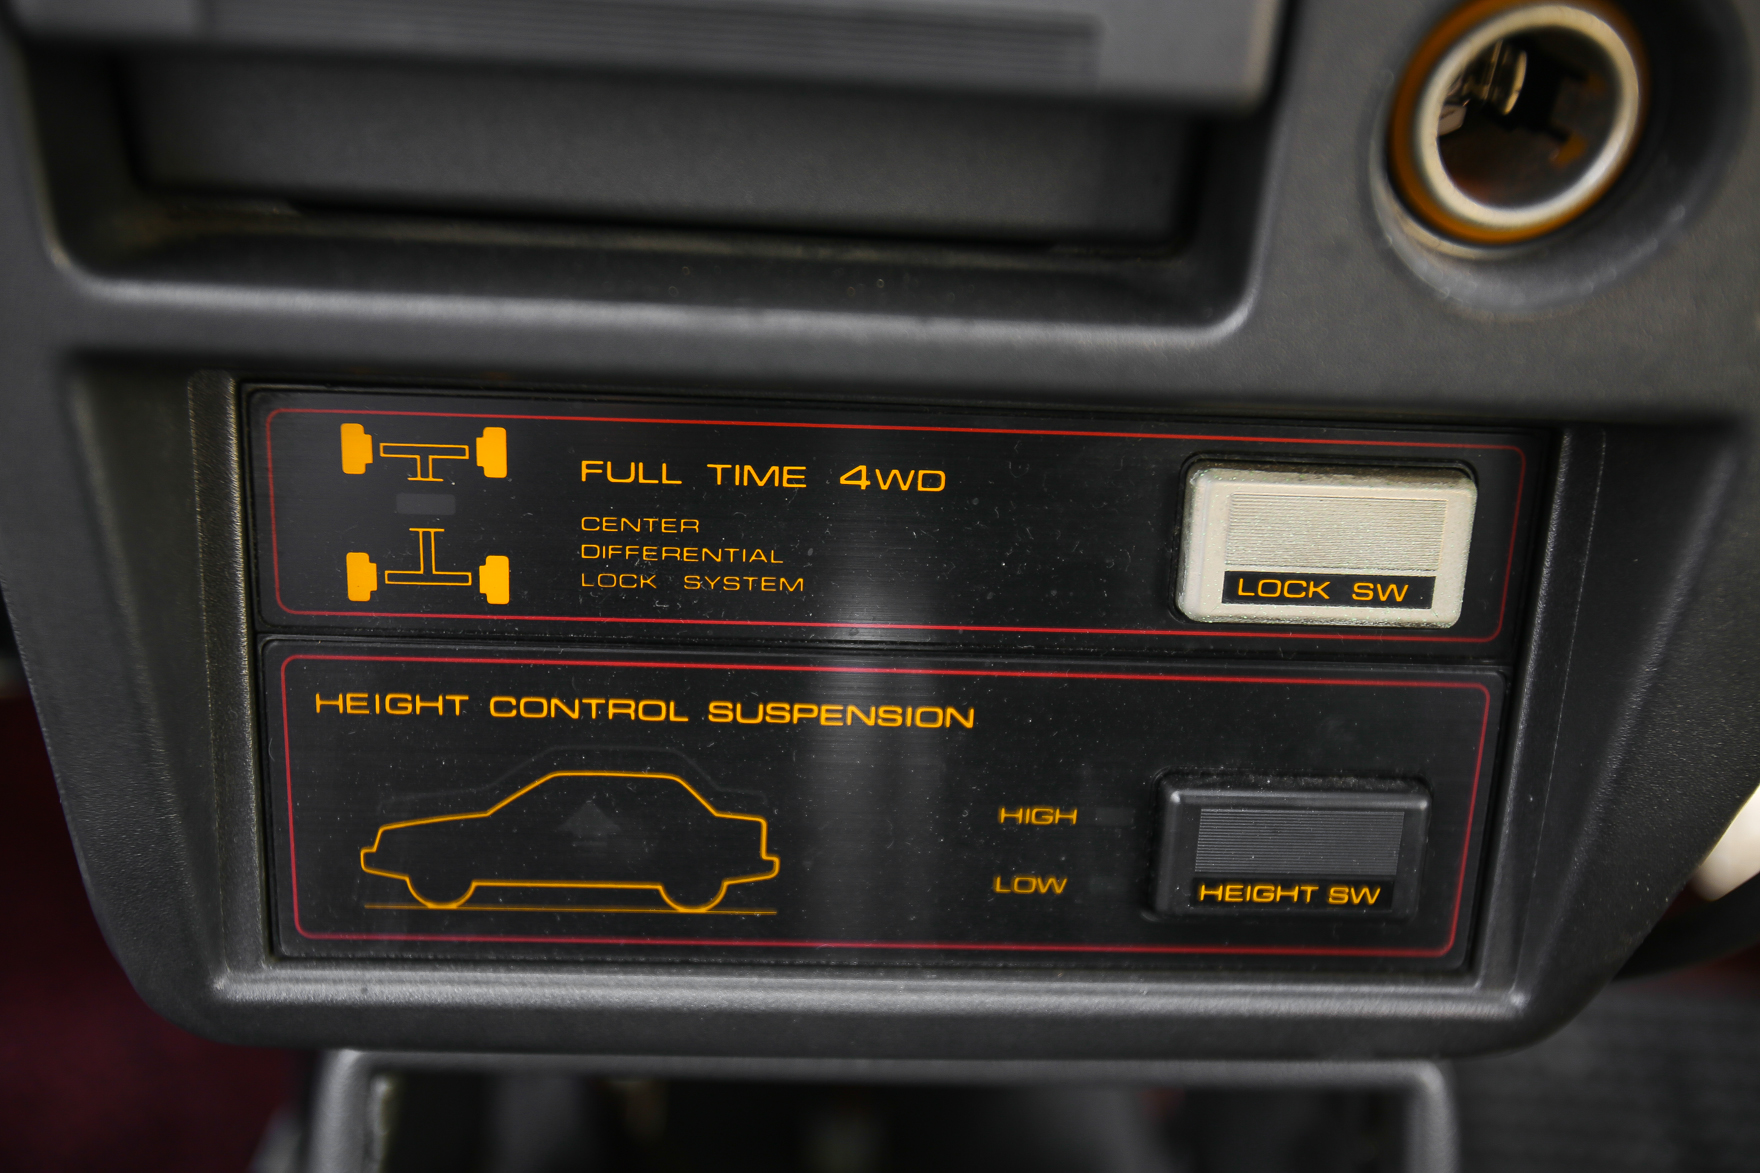 FULL TIME 4WD
CENTER
DIFFERENTIAL
LOCK SYSTEM
LOCK SW
HEIGHT CONTROL SUSPENSION
HIGH
LOW
HEIGHT SW